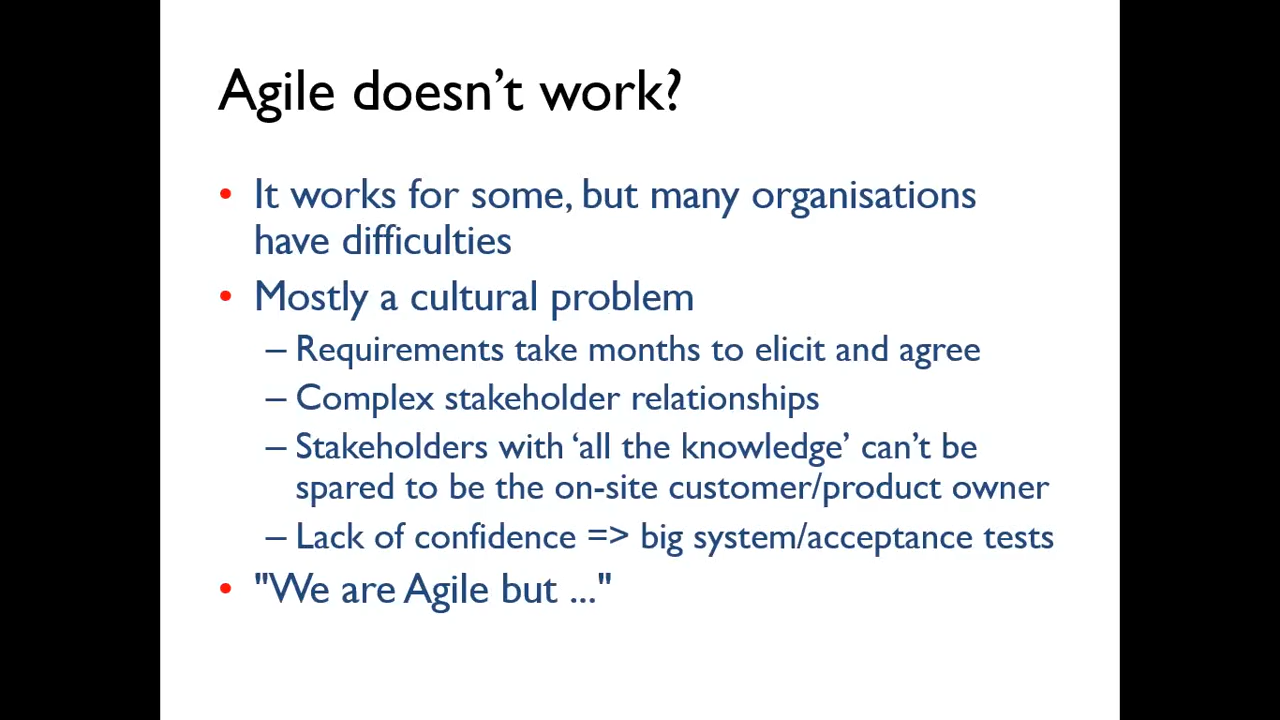 Agile doesn’t work?
• It works for some, but many organisations
have difficulties
• Mostly a cultural problem
– Requirements take months to elicit and agree
– Complex stakeholder relationships
– Stakeholders with ‘all the knowledge’ can’t be
spared to be the on-site customer/product owner
– Lack of confidence => big system/acceptance tests
• "We are Agile but ..."